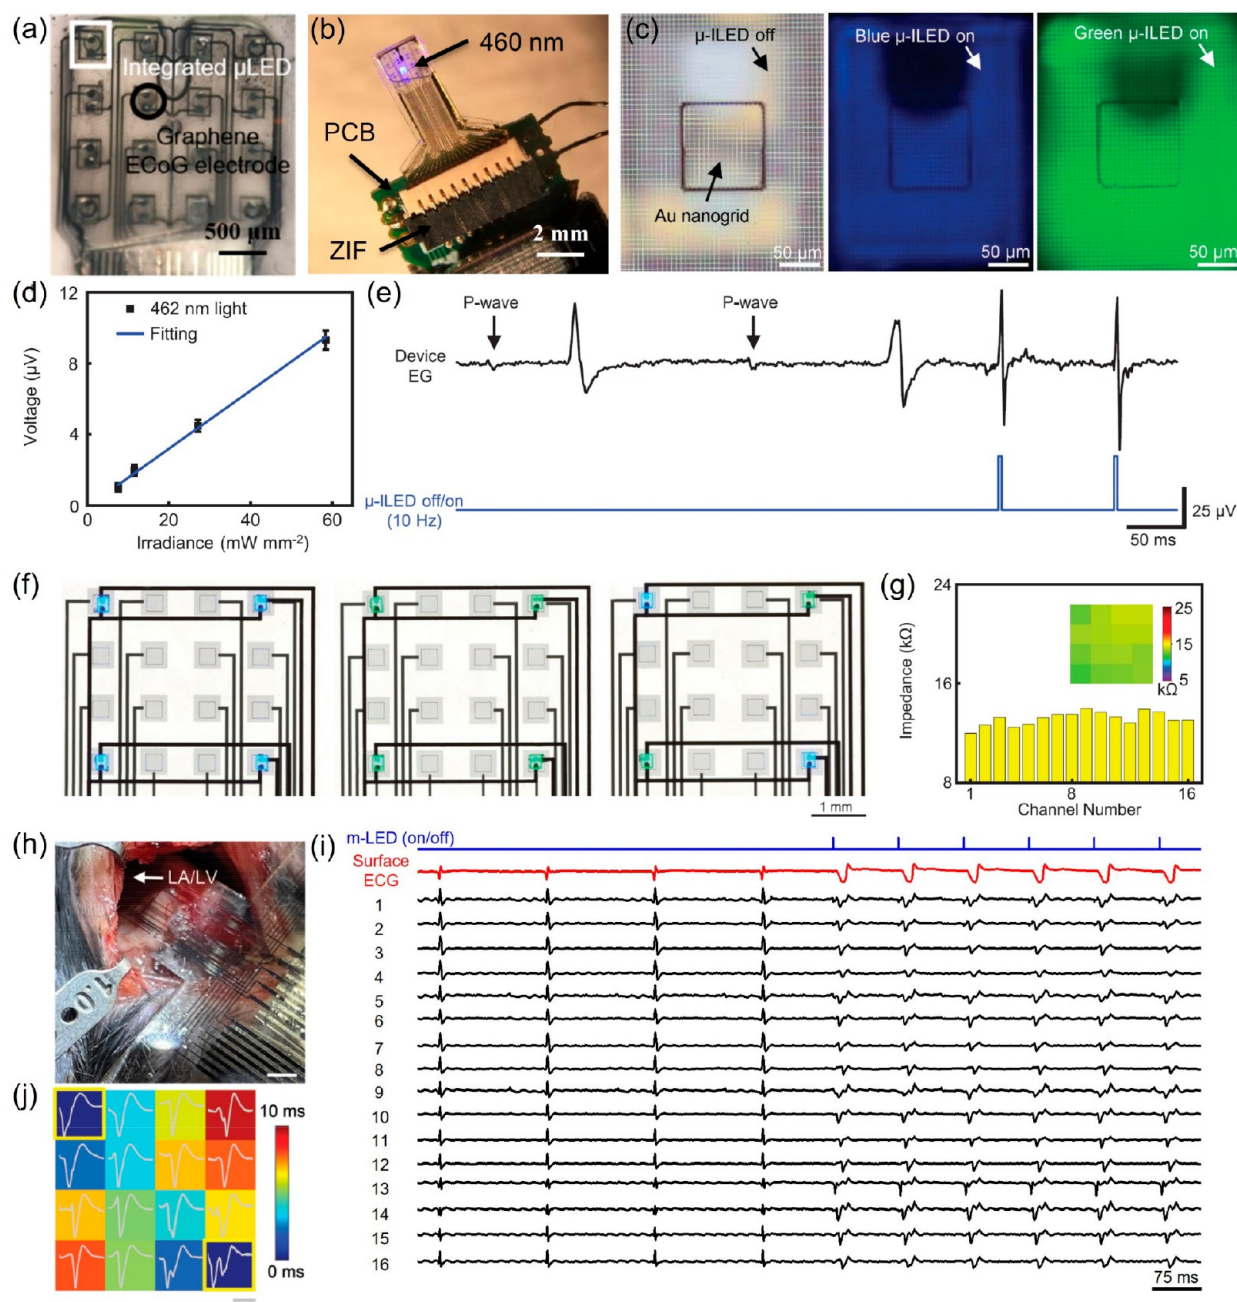 (a)
Integrated µLED
Graphene
ECoG electrode
500 µm
(b)
460 nm
PCB
ZIF
2 mm
(c)
µ-ILED off
Au nanogrid
50 µm
Blue µ-ILED on
50 µm
Green µ-ILED on
50 µm
(d)
12
8
4
0
Voltage (µV)
462 nm light
Fitting
0 20 40 60
Irradiance (mW mm⁻²)
(e)
P-wave P-wave
Device
EG
µ-ILED off/on
(10 Hz)
25 µV
50 ms
(f)
1 mm
(g)
24
16
8
Impedance (kΩ)
25
15
5
kΩ
1 8 16
Channel Number
(h)
LA/LV
1.0
(i)
m-LED (on/off)
Surface
ECG
1
2
3
4
5
6
7
8
9
10
11
12
13
14
15
16
75 ms
(j)
10 ms
0 ms